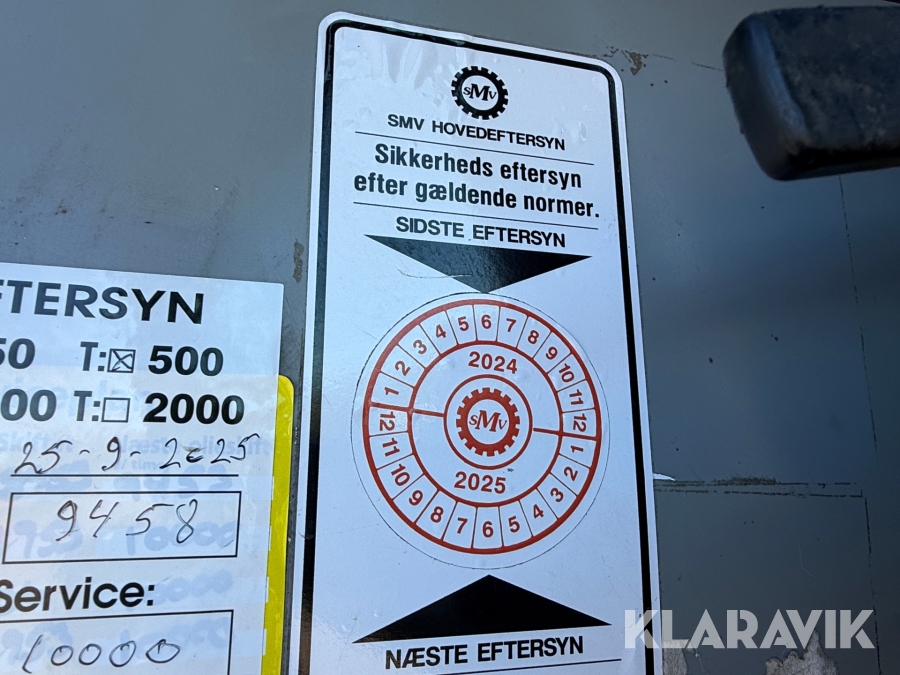 SMV
SMV HOVEDEFTERSYN
Sikkerheds eftersyn
efter gældende normer.
SIDSTE EFTERSYN
1 2 3 4 5 6 7 8 9 10 11 12
2024
SMV
2025
12 11 10 9 8 7 6 5 4 3 2 1
NÆSTE EFTERSYN
FTERSYN
50 T:☒ 500
00 T:☐ 2000
25-9-2025
9458
Service:
10000
KLARAVIK